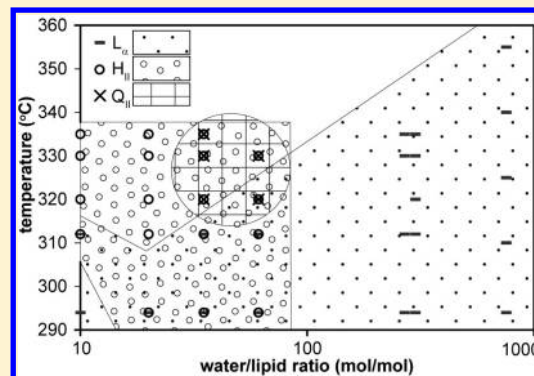 360
350
340
330
320
310
300
290
temperature (°C)
Lα
HII
QII
10
100
1000
water/lipid ratio (mol/mol)